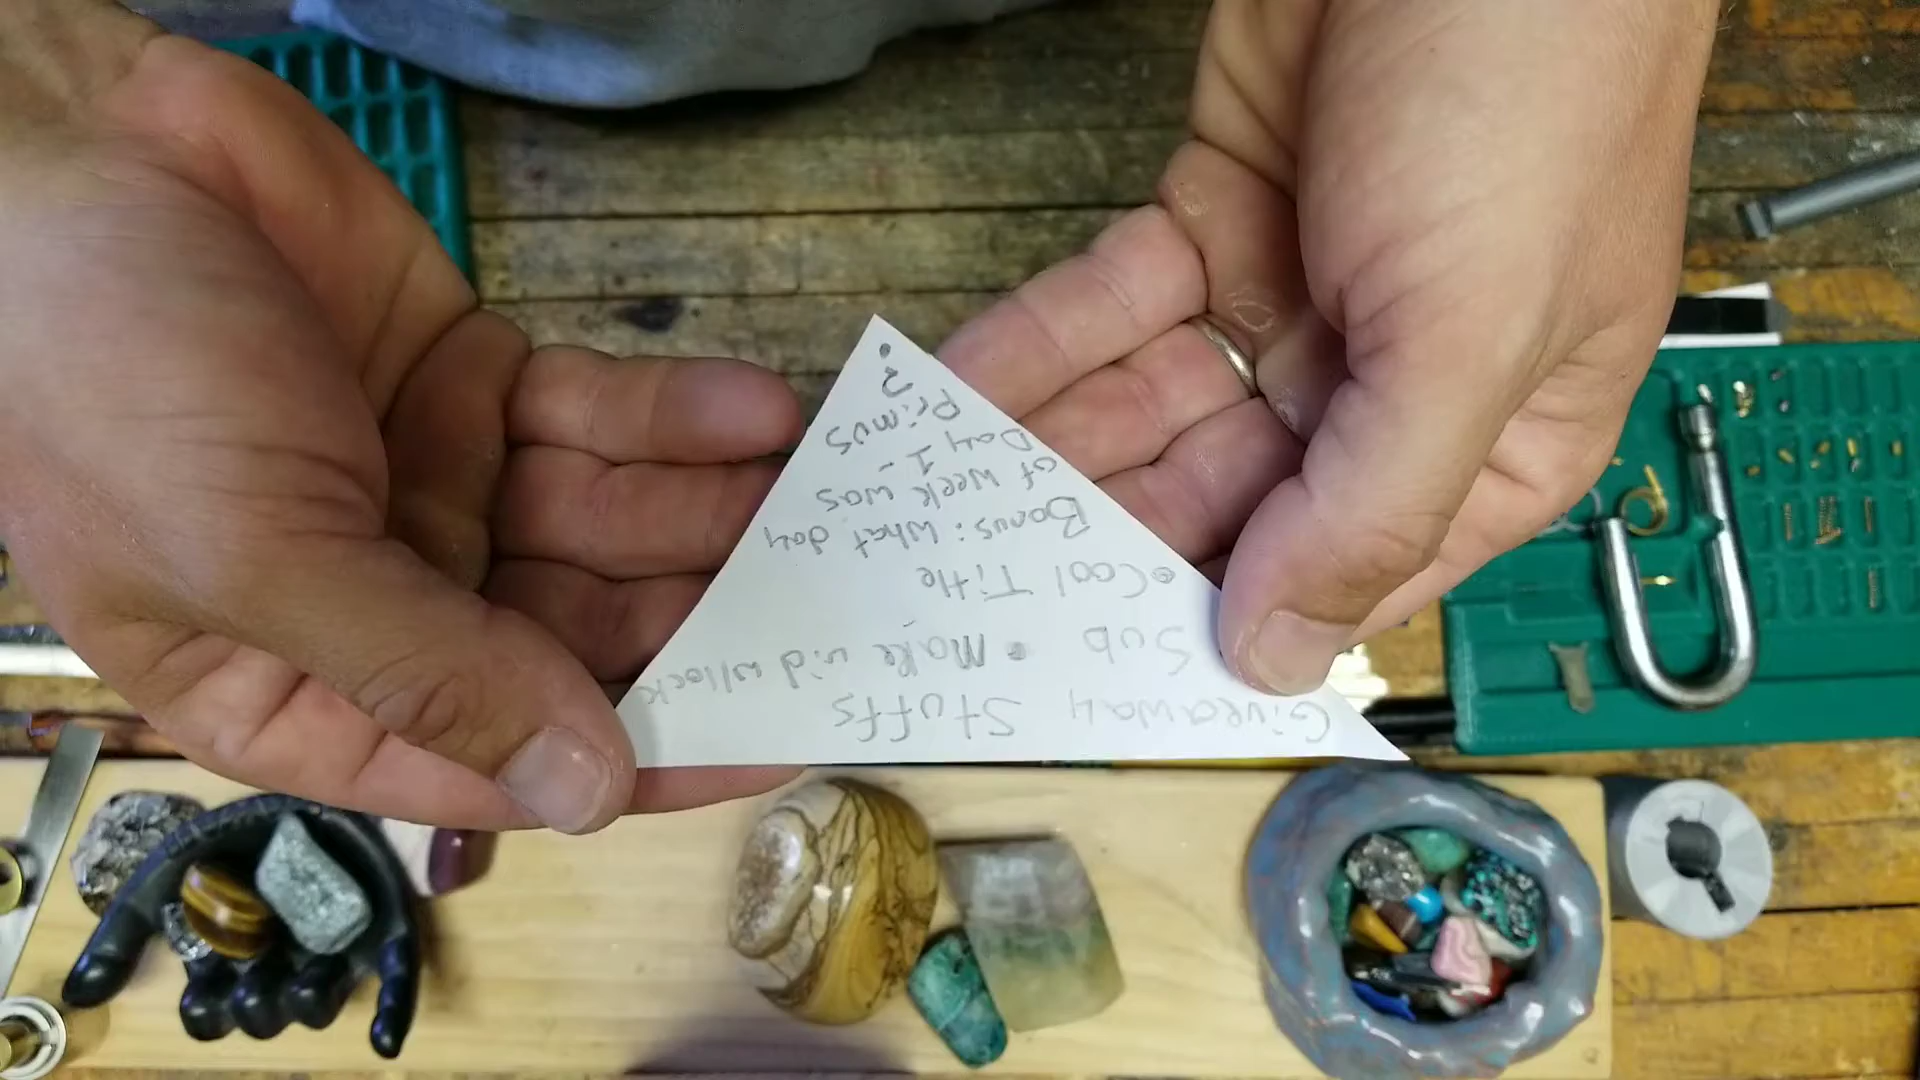 Giveaway Stuffs
Sub • Make vid w/lock
• Cool Title
Bonus: What day
of week was
Day 1 -
Primus
?